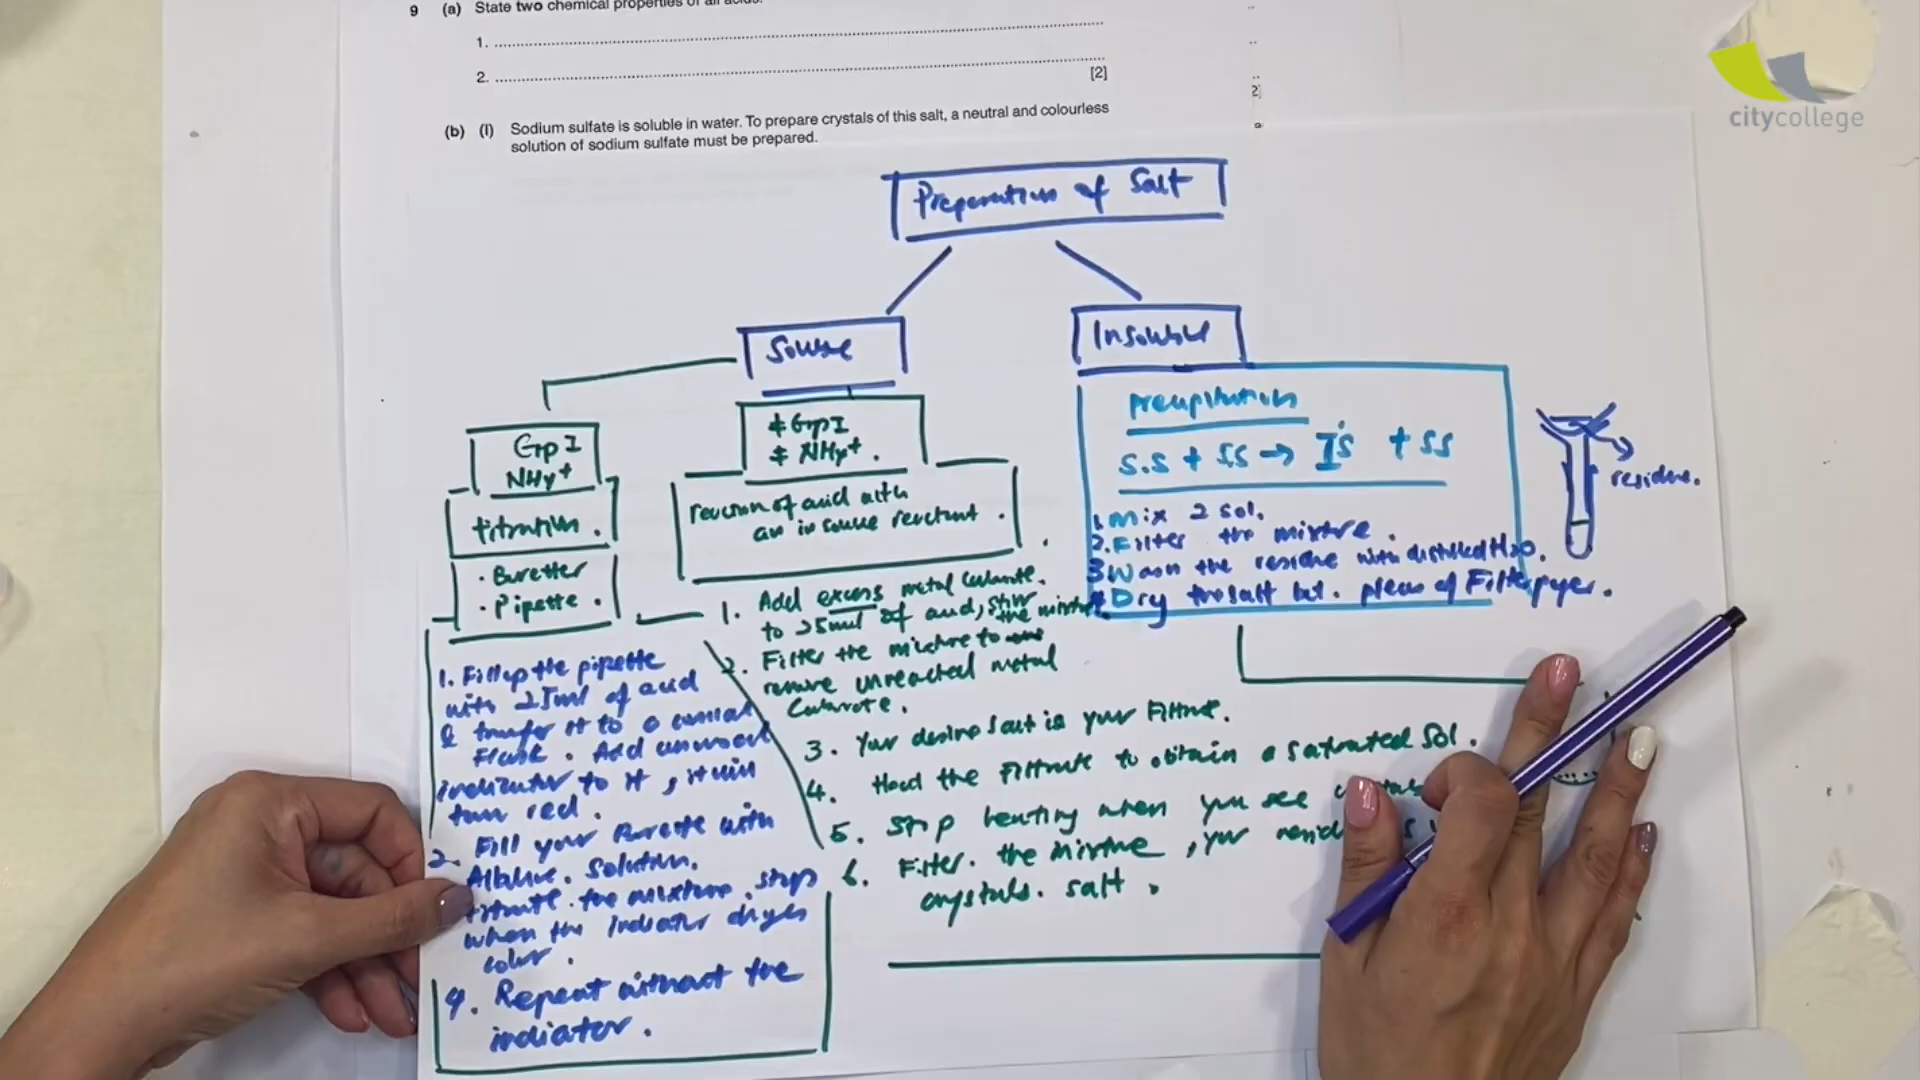 9 (a) State two chemical properties of all acids.
1.
2.
[2]
(b) (i) Sodium sulfate is soluble in water. To prepare crystals of this salt, a neutral and colourless
solution of sodium sulfate must be prepared.
2]
citycollege
Preparation of Salt
Soluble
Insoluble
Grp I
NH4+
titration.
· Burette
· Pipette.
1. Fill up the pipette
with 25ml of acid
& transfer it to a conical
flask. Add universal
indicator to it, it will
turn red.
2. Fill your Burette with
Alkaline. Solution.
titrate the mixture. stop
when the indicator
color.
4. Repeat without the
indicator.
≠ Grp I
≠ NH4+.
reaction of acid with
an insoluble reactant.
1. Add excess metal carbonate
to 25ml of acid, stir the mixture
2. Filter the mixture to
remove unreacted metal
carbonate.
3. Your desire salt is your Filtrate.
4. Heat the Filtrate to obtain a saturated sol.
5. Stop heating when you see
6. Filter. the mixture, your
crystals. salt.
precipitation
S.S + S.S → IS + SS
1. Mix 2 sol.
2. Filter the mixture.
3 Wash the residue with distilled H2O.
4 Dry the salt bet. pieces of Filter paper.
residue.